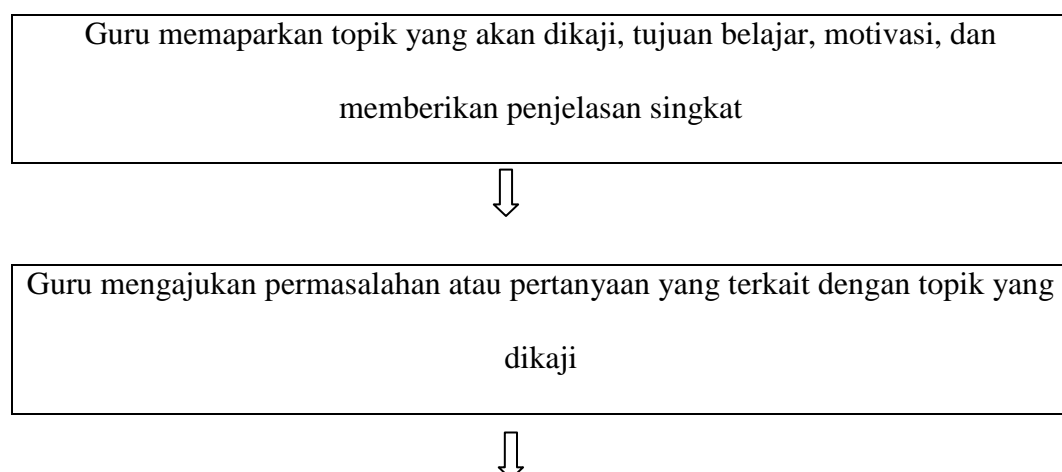 Guru memaparkan topik yang akan dikaji, tujuan belajar, motivasi, dan
memberikan penjelasan singkat
Guru mengajukan permasalahan atau pertanyaan yang terkait dengan topik yang
dikaji